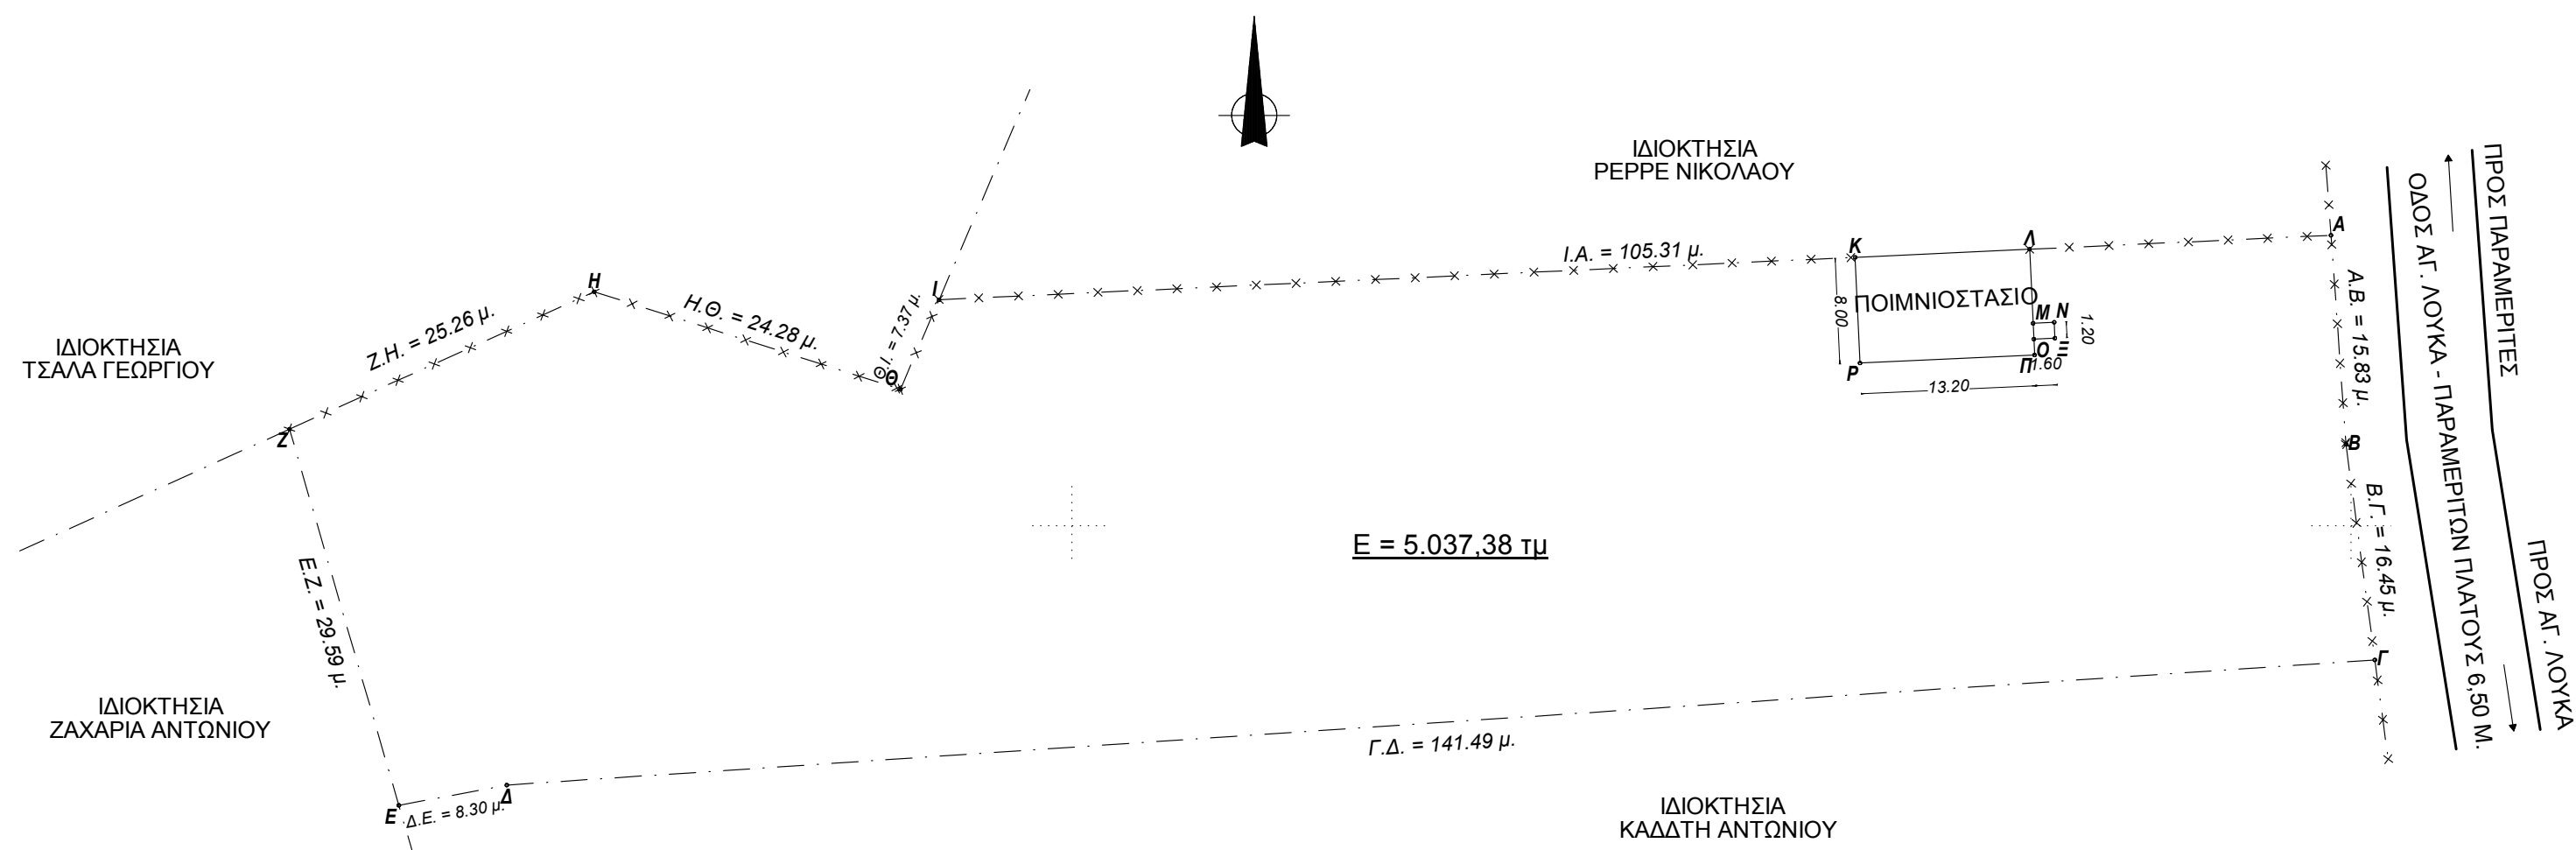 ΙΔΙΟΚΤΗΣΙΑ
ΡΕΡΡΕ ΝΙΚΟΛΑΟΥ
ΠΡΟΣ ΠΑΡΑΜΕΡΙΤΕΣ
ΟΔΟΣ ΑΓ. ΛΟΥΚΑ - ΠΑΡΑΜΕΡΙΤΩΝ ΠΛΑΤΟΥΣ 6,50 Μ.
ΠΡΟΣ ΑΓ. ΛΟΥΚΑ
Α
Λ
Κ
Ι.Α. = 105.31 μ.
Η
Ι
Α.Β. = 15.83 μ.
ΠΟΙΜΝΙΟΣΤΑΣΙΟ
8.00
Μ Ν
1.20
Ο Ξ
Π
1.60
Ρ
13.20
Ζ.Η. = 25.26 μ.
Η.Θ. = 24.28 μ.
Θ.Ι. = 7.37 μ.
Θ
ΙΔΙΟΚΤΗΣΙΑ
ΤΣΑΛΑ ΓΕΩΡΓΙΟΥ
Ζ
Β
Β.Γ. = 16.45 μ.
Ε = 5.037,38 τμ
Ε.Ζ. = 29.59 μ.
Γ
ΙΔΙΟΚΤΗΣΙΑ
ΖΑΧΑΡΙΑ ΑΝΤΩΝΙΟΥ
Γ.Δ. = 141.49 μ.
Δ
Ε
Δ.Ε. = 8.30 μ.
ΙΔΙΟΚΤΗΣΙΑ
ΚΑΔΔΤΗ ΑΝΤΩΝΙΟΥ